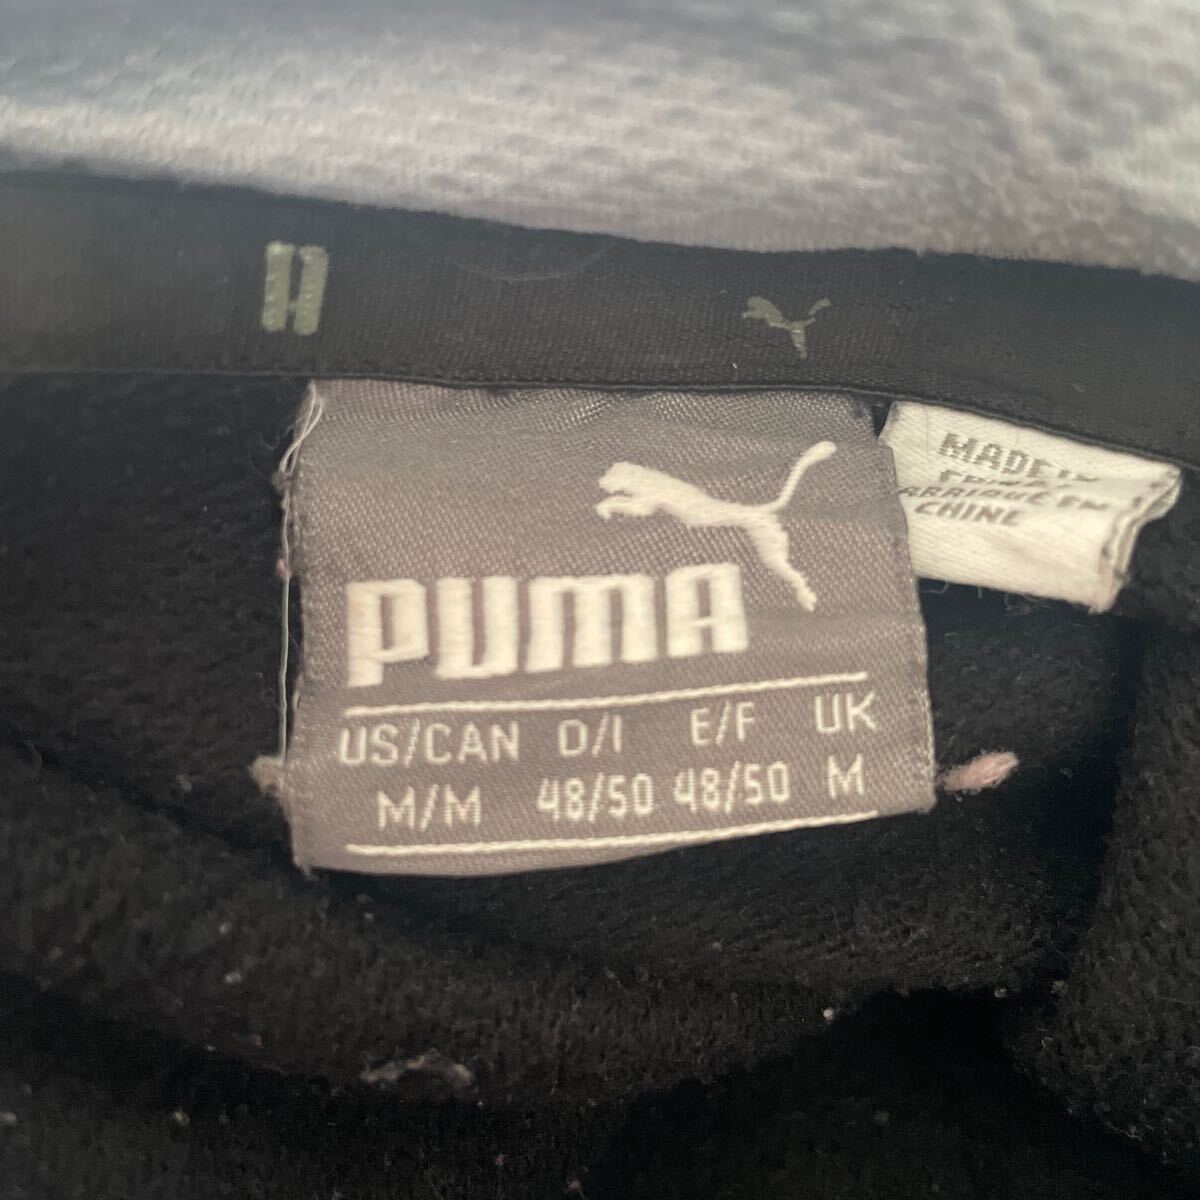 PUMA
US/CAN D/I E/F UK
M/M 48/50 48/50 M
MADE IN
CHINE